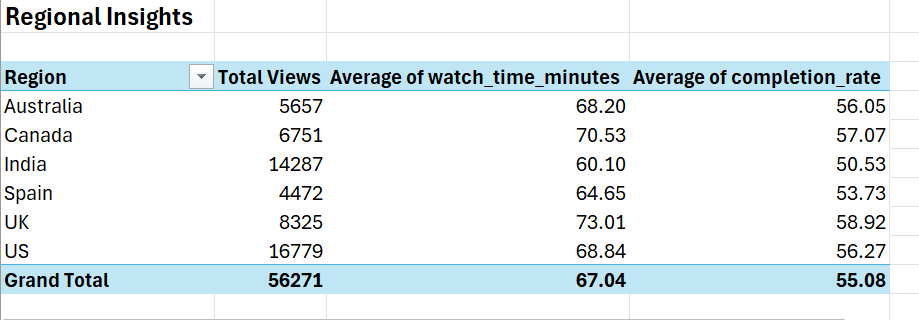 Regional Insights
Region Total Views Average of watch_time_minutes Average of completion_rate
Australia 5657 68.20 56.05
Canada 6751 70.53 57.07
India 14287 60.10 50.53
Spain 4472 64.65 53.73
UK 8325 73.01 58.92
US 16779 68.84 56.27
Grand Total 56271 67.04 55.08